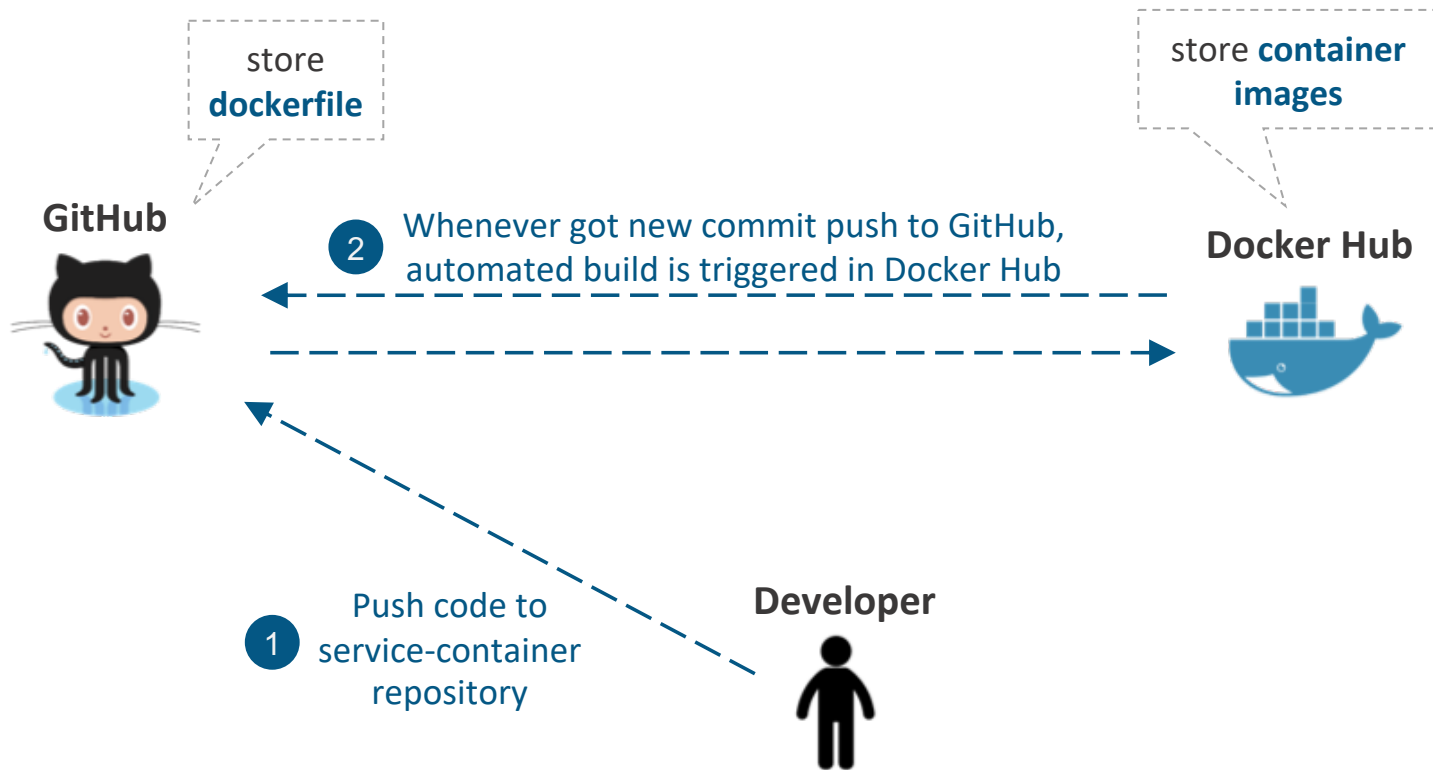 store
dockerfile
store container
images
GitHub
2
Whenever got new commit push to GitHub,
automated build is triggered in Docker Hub
Docker Hub
1
Push code to
service-container
repository
Developer